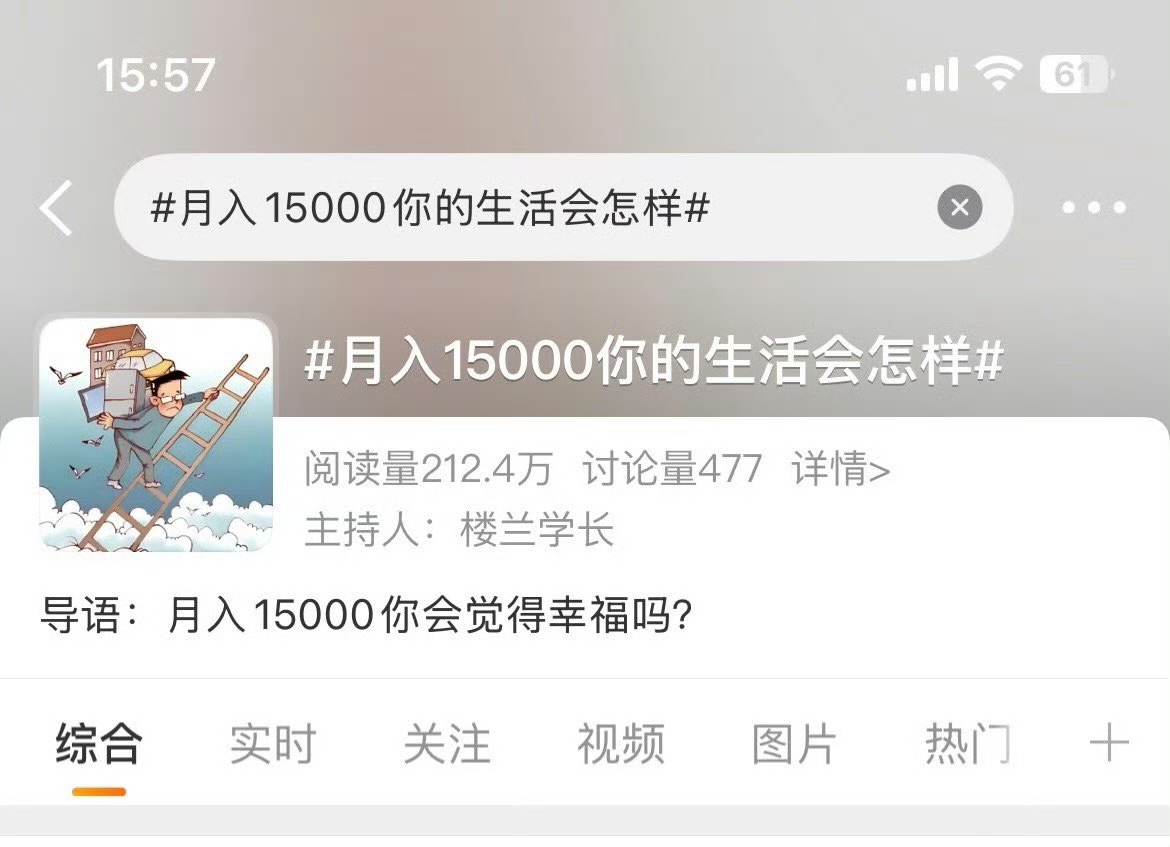 15:57
61
#月入15000你的生活会怎样#
#月入15000你的生活会怎样#
阅读量212.4万 讨论量477 详情>
主持人：楼兰学长
导语：月入15000你会觉得幸福吗？
综合 实时 关注 视频 图片 热门